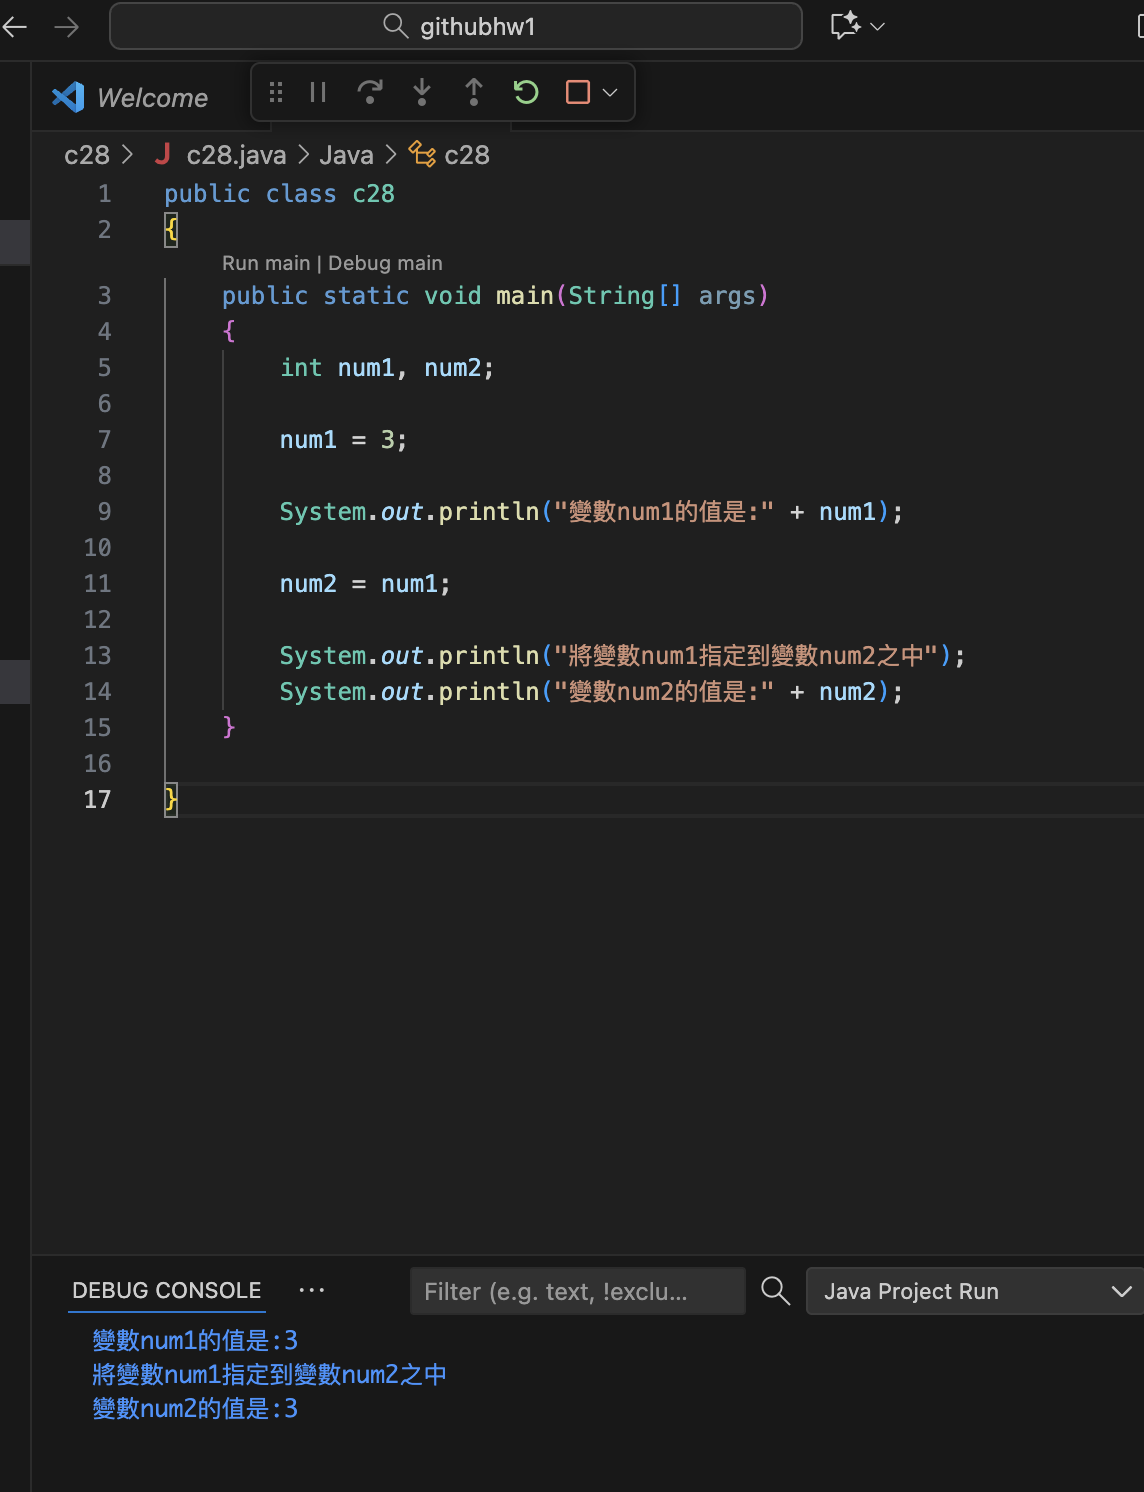 githubhw1
Welcome
c28 > J c28.java > Java > c28
1 public class c28
2 {
Run main | Debug main
3 public static void main(String[] args)
4 {
5 int num1, num2;
6
7 num1 = 3;
8
9 System.out.println("變數num1的值是:" + num1);
10
11 num2 = num1;
12
13 System.out.println("將變數num1指定到變數num2之中");
14 System.out.println("變數num2的值是:" + num2);
15 }
16
17 }
DEBUG CONSOLE ... Filter (e.g. text, !exclu... Java Project Run
變數num1的值是:3
將變數num1指定到變數num2之中
變數num2的值是:3